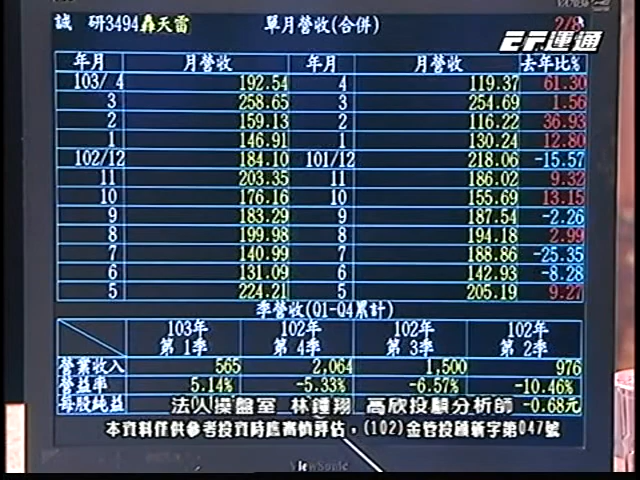 誠 研3494轟天雷 單月營收(合併) 2/8
EF運通
年月 月營收 年月 月營收 去年比%
103/ 4 192.54 4 119.37 61.30
3 258.65 3 254.69 1.56
2 159.13 2 116.22 36.93
1 146.91 1 130.24 12.80
102/12 184.10 101/12 218.06 -15.57
11 203.35 11 186.02 9.32
10 176.16 10 155.69 13.15
9 183.29 9 187.54 -2.26
8 199.98 8 194.18 2.99
7 140.99 7 188.86 -25.35
6 131.09 6 142.93 -8.28
5 224.21 5 205.19 9.27
季營收(Q1-Q4累計)
103年 102年 102年 102年
第 1季 第 4季 第 3季 第 2季
營業收入 565 2,064 1,500 976
營益率 5.14% -5.33% -6.57% -10.46%
每股純益 -0.68元
法人操盤室 林鍾翔 高欣投顧分析師
本資料僅供參考投資時應審慎評估,(102)金管投顧新字第047號
ViewSonic